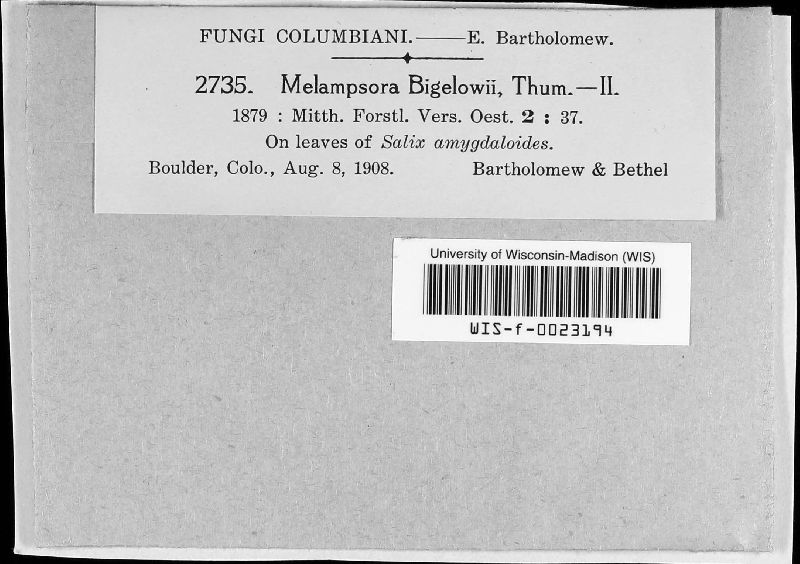 FUNGI COLUMBIANI.——E. Bartholomew.
2735. Melampsora Bigelowii, Thum.—II.
1879 : Mitth. Forstl. Vers. Oest. 2 : 37.
On leaves of Salix amygdaloides.
Boulder, Colo., Aug. 8, 1908. Bartholomew & Bethel
University of Wisconsin-Madison (WIS)
WIS-f-0023194